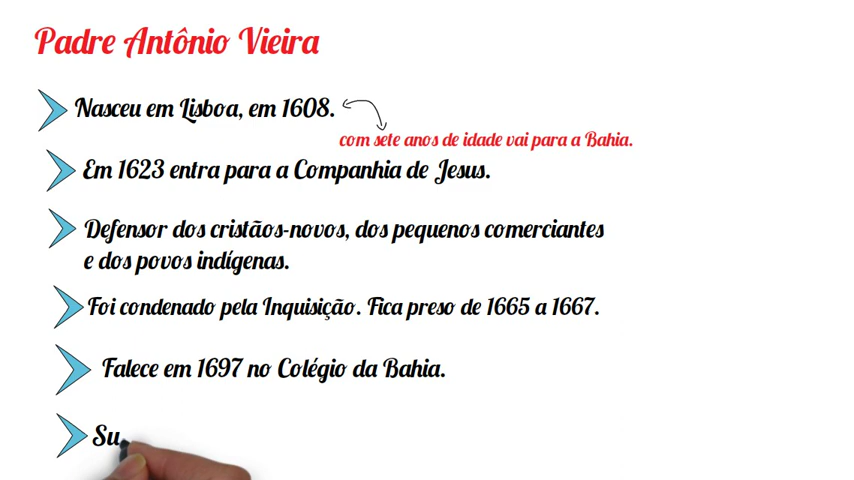 Padre Antônio Vieira
Nasceu em Lisboa, em 1608.
com sete anos de idade vai para a Bahia.
Em 1623 entra para a Companhia de Jesus.
Defensor dos cristãos-novos, dos pequenos comerciantes
e dos povos indígenas.
Foi condenado pela Inquisição. Fica preso de 1665 a 1667.
Falece em 1697 no Colégio da Bahia.
Su